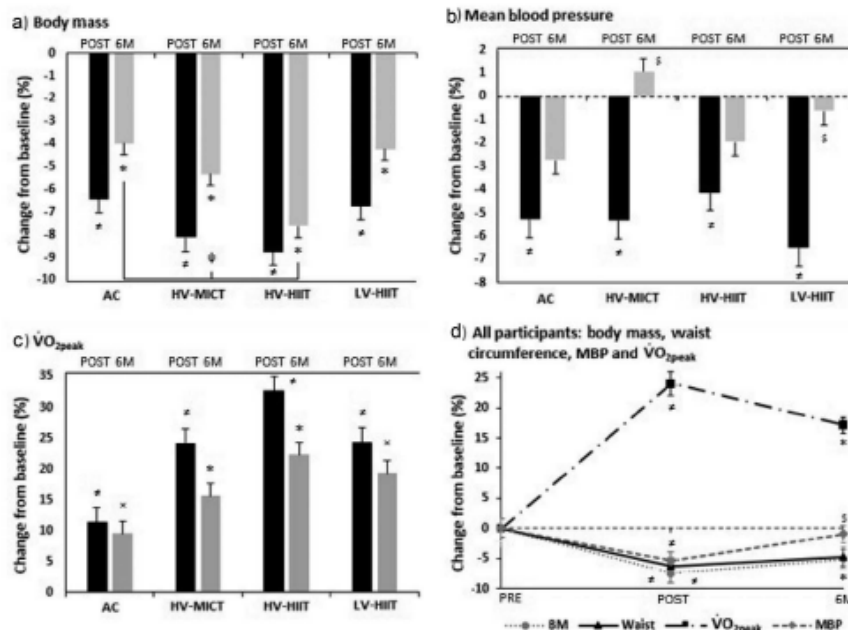 a) Body mass
POST 6M POST 6M POST 6M POST 6M
Change from baseline (%)
0
-1
-2
-3
-4
-5
-6
-7
-8
-9
-10
* * * *
≠ ≠ ≠ ≠
ϕ
AC HV-MICT HV-HIIT LV-HIIT
b) Mean blood pressure
POST 6M POST 6M POST 6M POST 6M
Change from baseline (%)
2
1
0
-1
-2
-3
-4
-5
-6
-7
-8
$ $
≠ ≠ ≠ ≠
AC HV-MICT HV-HIIT LV-HIIT
c) V̇O2peak
POST 6M POST 6M POST 6M POST 6M
Change from baseline (%)
35
30
25
20
15
10
5
0
≠ × ≠ * ≠ * ≠ ×
AC HV-MICT HV-HIIT LV-HIIT
d) All participants: body mass, waist
circumference, MBP and V̇O2peak
Change from baseline (%)
25
20
15
10
5
0
-5
-10
≠ *
≠ $
≠ ≠ *
PRE POST 6M
BM Waist V̇O2peak MBP